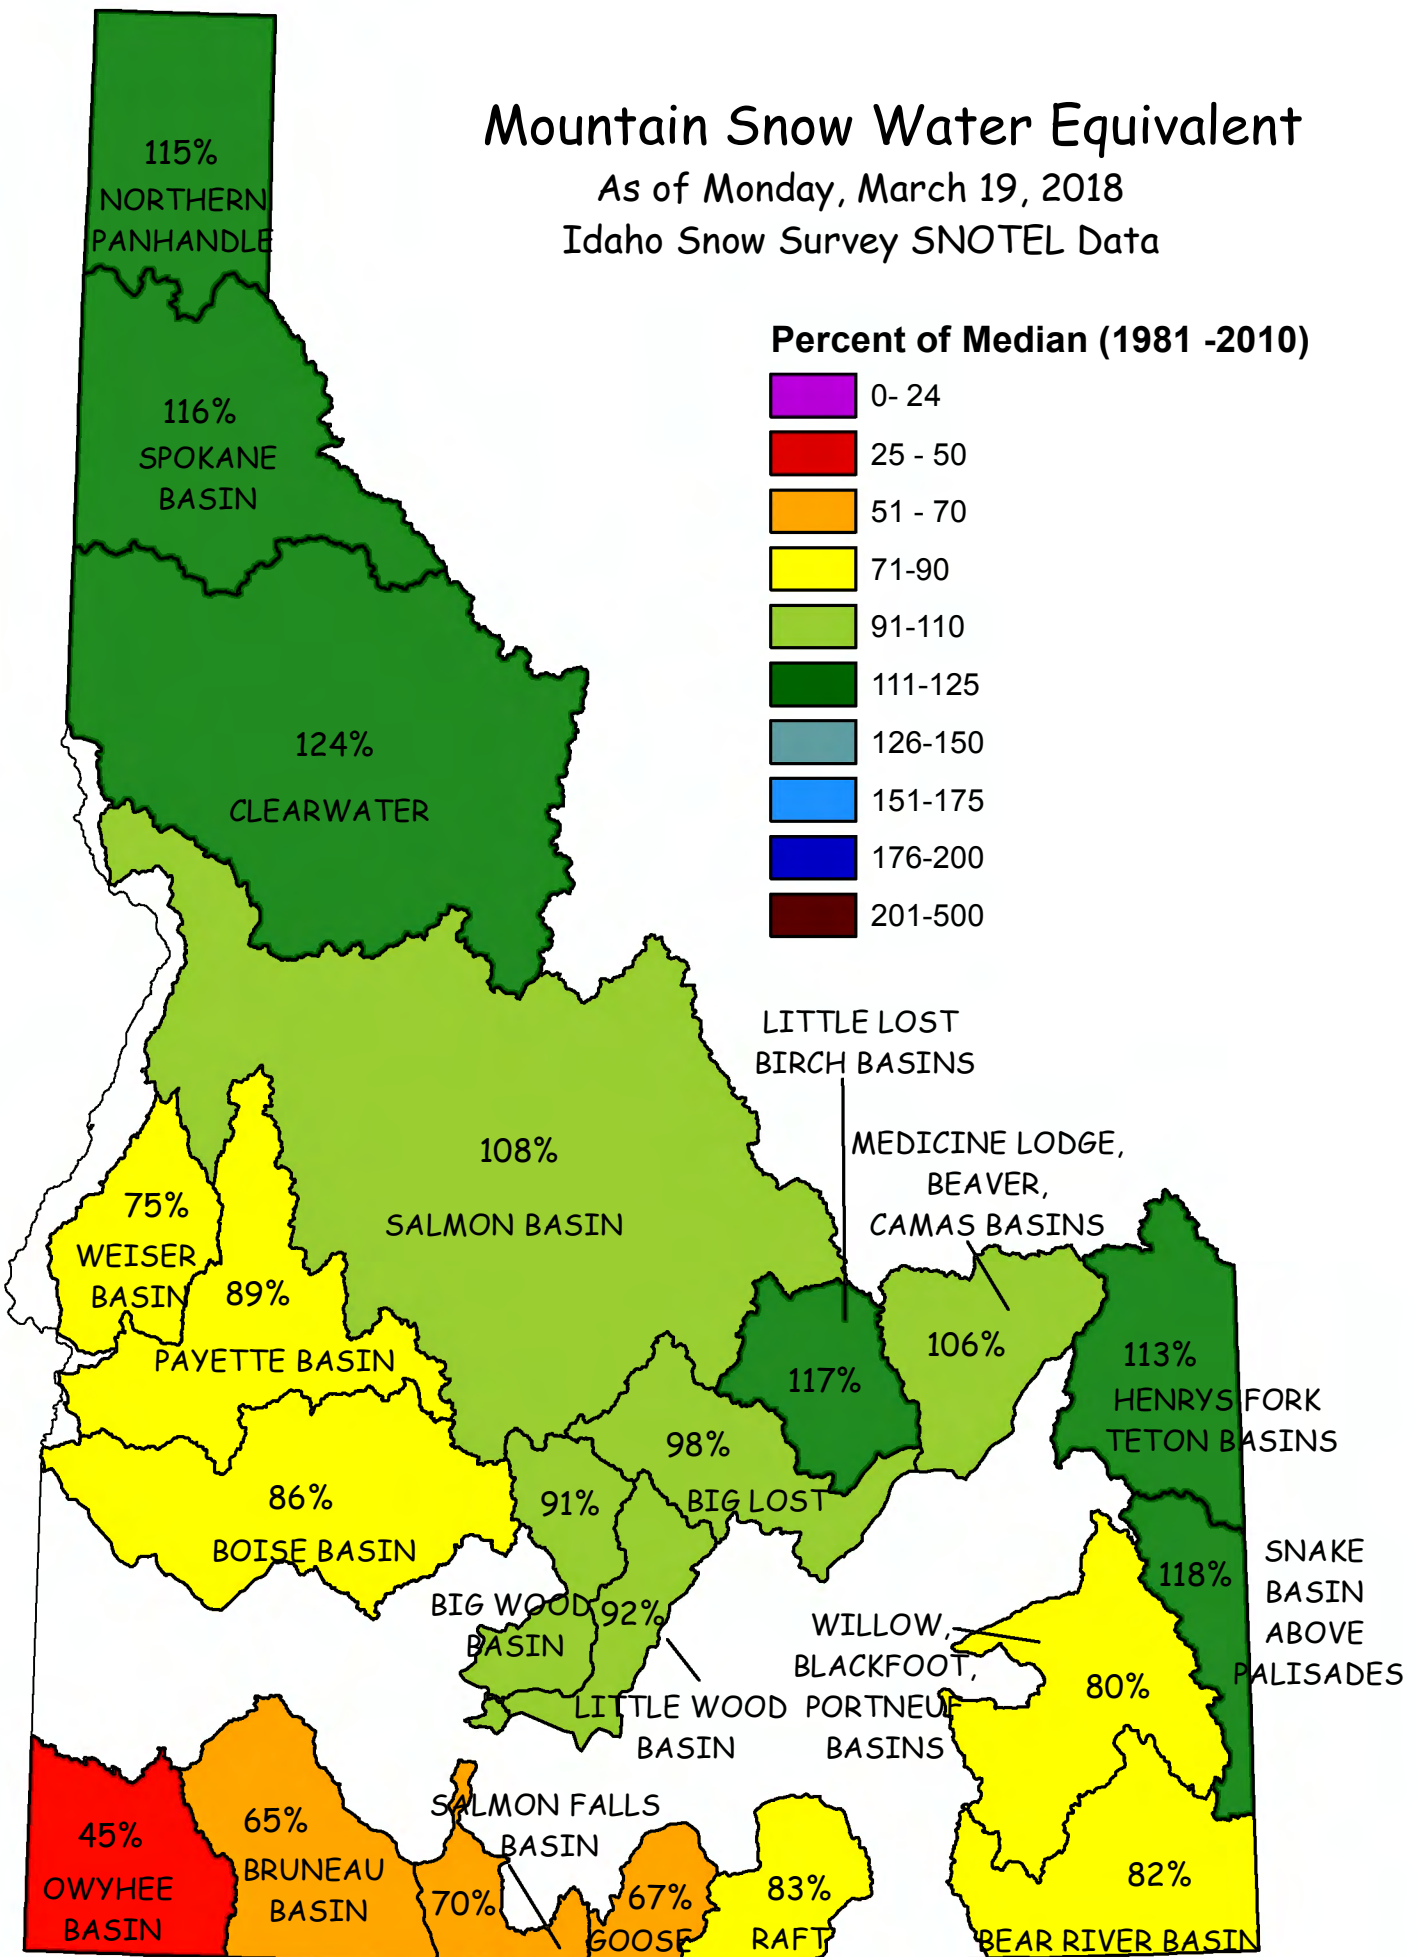 Mountain Snow Water Equivalent
As of Monday, March 19, 2018
Idaho Snow Survey SNOTEL Data
Percent of Median (1981 -2010)
0- 24
25 - 50
51 - 70
71-90
91-110
111-125
126-150
151-175
176-200
201-500
115%
NORTHERN
PANHANDLE
116%
SPOKANE
BASIN
124%
CLEARWATER
108%
SALMON BASIN
LITTLE LOST
BIRCH BASINS
117%
MEDICINE LODGE,
BEAVER,
CAMAS BASINS
106%
113%
HENRYS FORK
TETON BASINS
75%
WEISER
BASIN
89%
PAYETTE BASIN
86%
BOISE BASIN
98%
BIG LOST
91%
BIG WOOD
BASIN
92%
LITTLE WOOD
BASIN
WILLOW,
BLACKFOOT,
PORTNEUF
BASINS
80%
118%
SNAKE
BASIN
ABOVE
PALISADES
45%
OWYHEE
BASIN
65%
BRUNEAU
BASIN
SALMON FALLS
BASIN
70%
67%
GOOSE
83%
RAFT
82%
BEAR RIVER BASIN